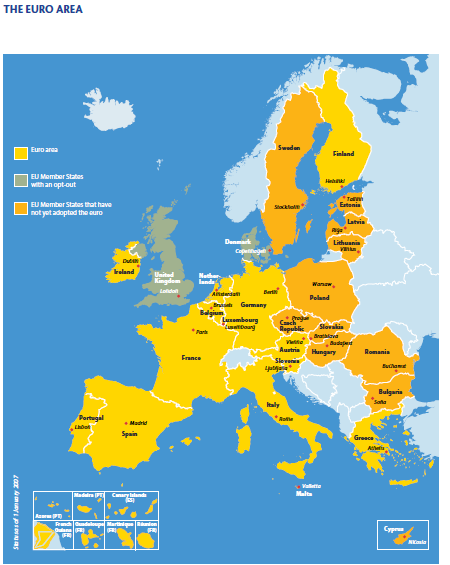 THE EURO AREA
Euro area
EU Member States
with an opt-out
EU Member States that have
not yet adopted the euro
Sweden
Finland
Helsinki
Tallinn
Estonia
Stockholm
Latvia
Riga
Lithuania
Vilnius
Denmark
Copenhagen
Dublin
Ireland
United
Kingdom
London
Nether-
lands
Amsterdam
Berlin
Warsaw
Poland
Brussels
Belgium
Germany
Luxembourg
Luxembourg
Prague
Czech
Republic
Slovakia
Bratislava
Paris
Vienna
Budapest
Austria
Hungary
Romania
France
Slovenia
Ljubljana
Bucharest
Bulgaria
Sofia
Italy
Rome
Portugal
Lisbon
Madrid
Spain
Greece
Athens
Valletta
Malta
Status as of 1 January 2007
Madeira (PT)
Canary Islands
(ES)
Azores (PT)
French
Guiana
(FR)
Guadeloupe
(FR)
Martinique
(FR)
Réunion
(FR)
Cyprus
Nicosia